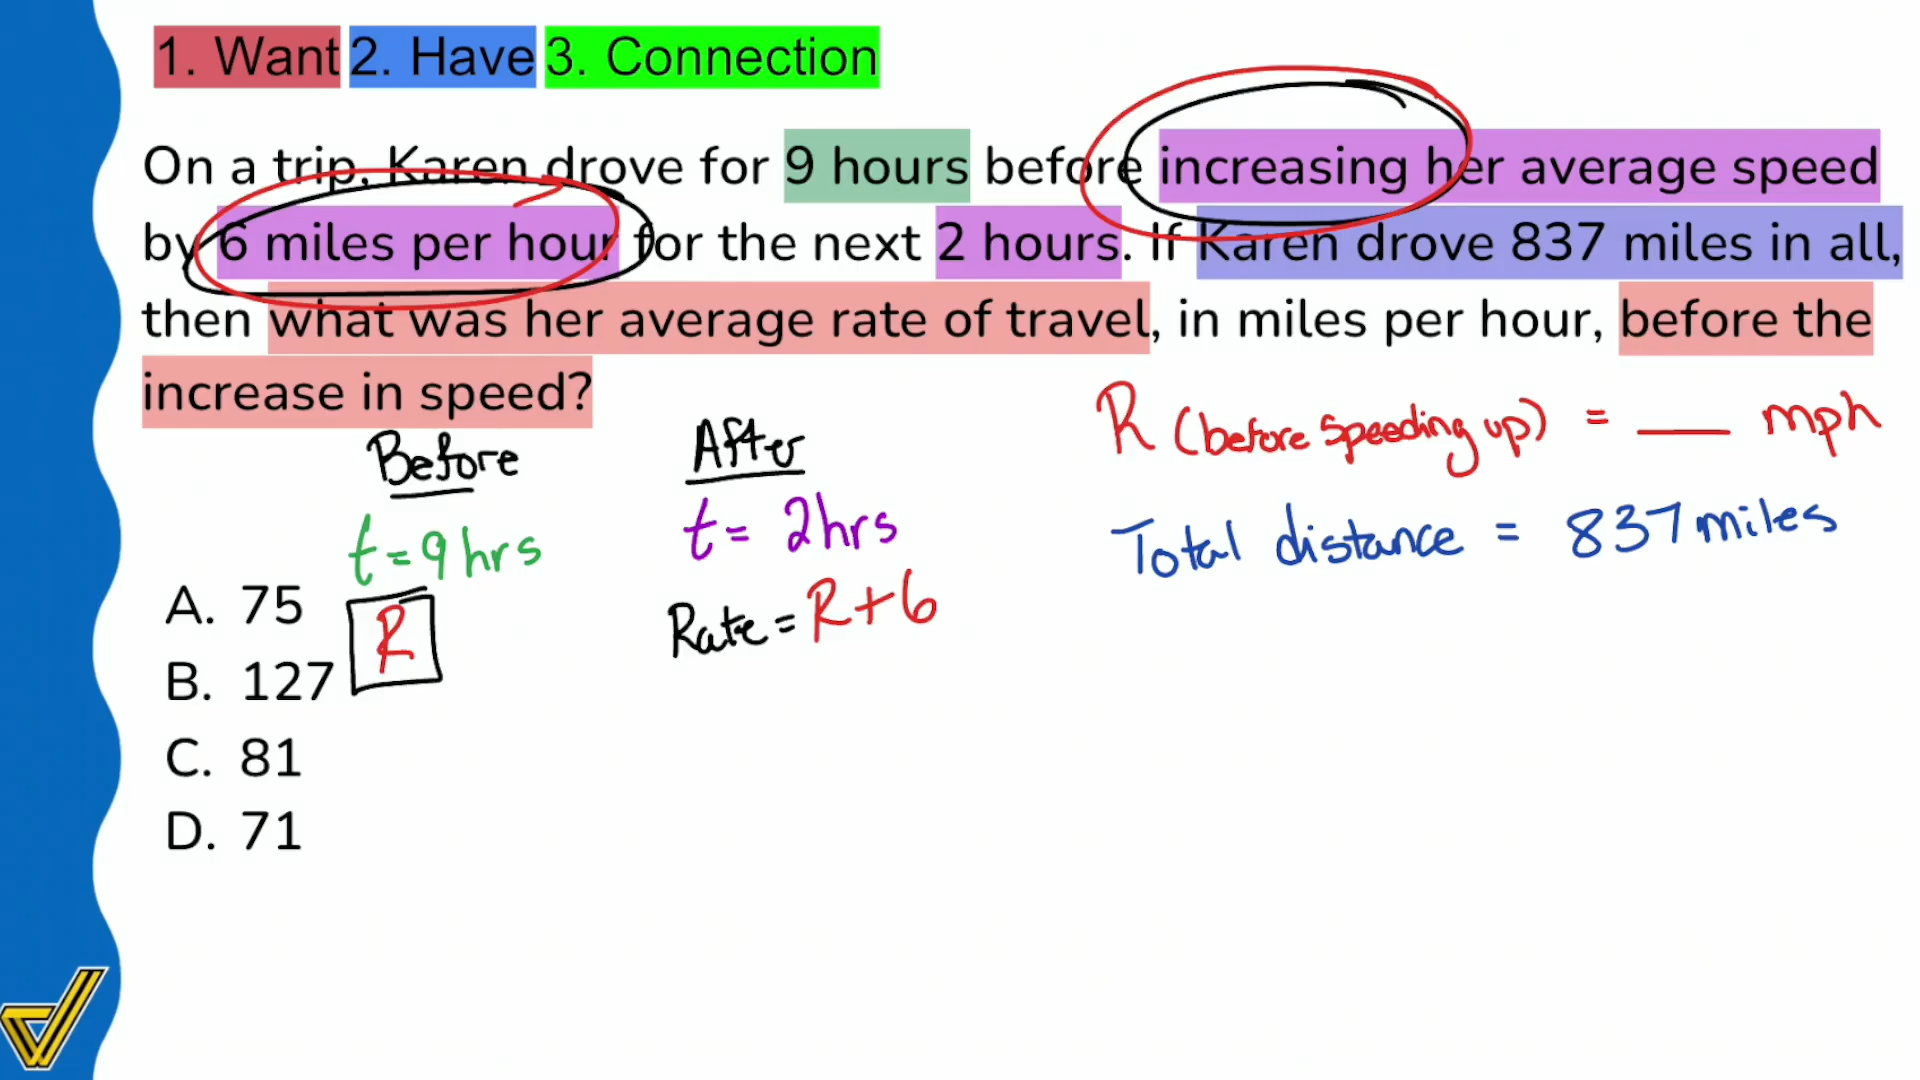 1. Want 2. Have 3. Connection
On a trip, Karen drove for 9 hours before increasing her average speed
by 6 miles per hour for the next 2 hours. If Karen drove 837 miles in all,
then what was her average rate of travel, in miles per hour, before the
increase in speed?
R (before speeding up) = ___ mph
Before
After
t = 9 hrs
t = 2hrs
Total distance = 837 miles
A. 75
R
Rate = R + 6
B. 127
C. 81
D. 71